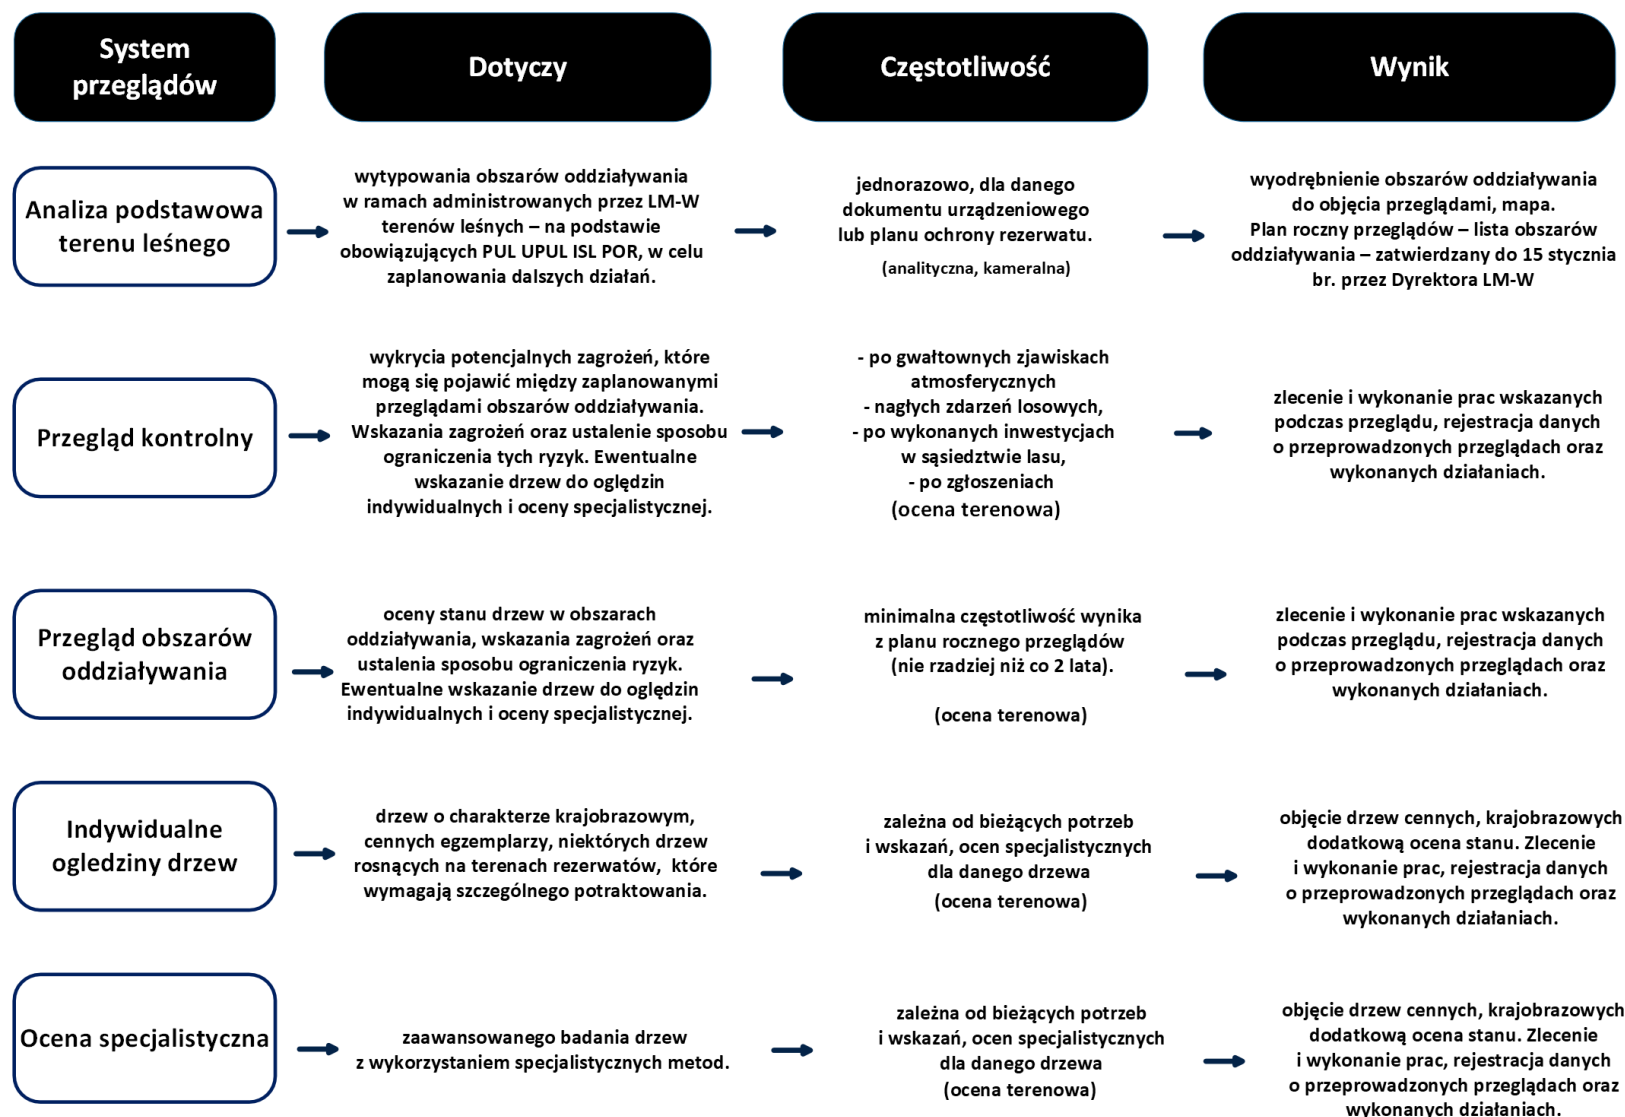 System
przeglądów
Dotyczy
Częstotliwość
Wynik
Analiza podstawowa
terenu leśnego
wytypowania obszarów oddziaływania
w ramach administrowanych przez LM-W
terenów leśnych – na podstawie
obowiązujących PUL UPUL ISL POR, w celu
zaplanowania dalszych działań.
jednorazowo, dla danego
dokumentu urządzeniowego
lub planu ochrony rezerwatu.
(analityczna, kameralna)
wyodrębnienie obszarów oddziaływania
do objęcia przeglądami, mapa.
Plan roczny przeglądów – lista obszarów
oddziaływania – zatwierdzany do 15 stycznia
br. przez Dyrektora LM-W
Przegląd kontrolny
wykrycia potencjalnych zagrożeń, które
mogą się pojawić między zaplanowanymi
przeglądami obszarów oddziaływania.
Wskazania zagrożeń oraz ustalenie sposobu
ograniczenia tych ryzyk. Ewentualne
wskazanie drzew do oględzin
indywidualnych i oceny specjalistycznej.
- po gwałtownych zjawiskach
atmosferycznych
- nagłych zdarzeń losowych,
- po wykonanych inwestycjach
w sąsiedztwie lasu,
- po zgłoszeniach
(ocena terenowa)
zlecenie i wykonanie prac wskazanych
podczas przeglądu, rejestracja danych
o przeprowadzonych przeglądach oraz
wykonanych działaniach.
Przegląd obszarów
oddziaływania
oceny stanu drzew w obszarach
oddziaływania, wskazania zagrożeń oraz
ustalenia sposobu ograniczenia ryzyk.
Ewentualne wskazanie drzew do oględzin
indywidualnych i oceny specjalistycznej.
minimalna częstotliwość wynika
z planu rocznego przeglądów
(nie rzadziej niż co 2 lata).
(ocena terenowa)
zlecenie i wykonanie prac wskazanych
podczas przeglądu, rejestracja danych
o przeprowadzonych przeglądach oraz
wykonanych działaniach.
Indywidualne
ogledziny drzew
drzew o charakterze krajobrazowym,
cennych egzemplarzy, niektórych drzew
rosnących na terenach rezerwatów, które
wymagają szczególnego potraktowania.
zależna od bieżących potrzeb
i wskazań, ocen specjalistycznych
dla danego drzewa
(ocena terenowa)
objęcie drzew cennych, krajobrazowych
dodatkową ocena stanu. Zlecenie
i wykonanie prac, rejestracja danych
o przeprowadzonych przeglądach oraz
wykonanych działaniach.
Ocena specjalistyczna
zaawansowanego badania drzew
z wykorzystaniem specjalistycznych metod.
zależna od bieżących potrzeb
i wskazań, ocen specjalistycznych
dla danego drzewa
(ocena terenowa)
objęcie drzew cennych, krajobrazowych
dodatkową ocena stanu. Zlecenie
i wykonanie prac, rejestracja danych
o przeprowadzonych przeglądach oraz
wykonanych działaniach.